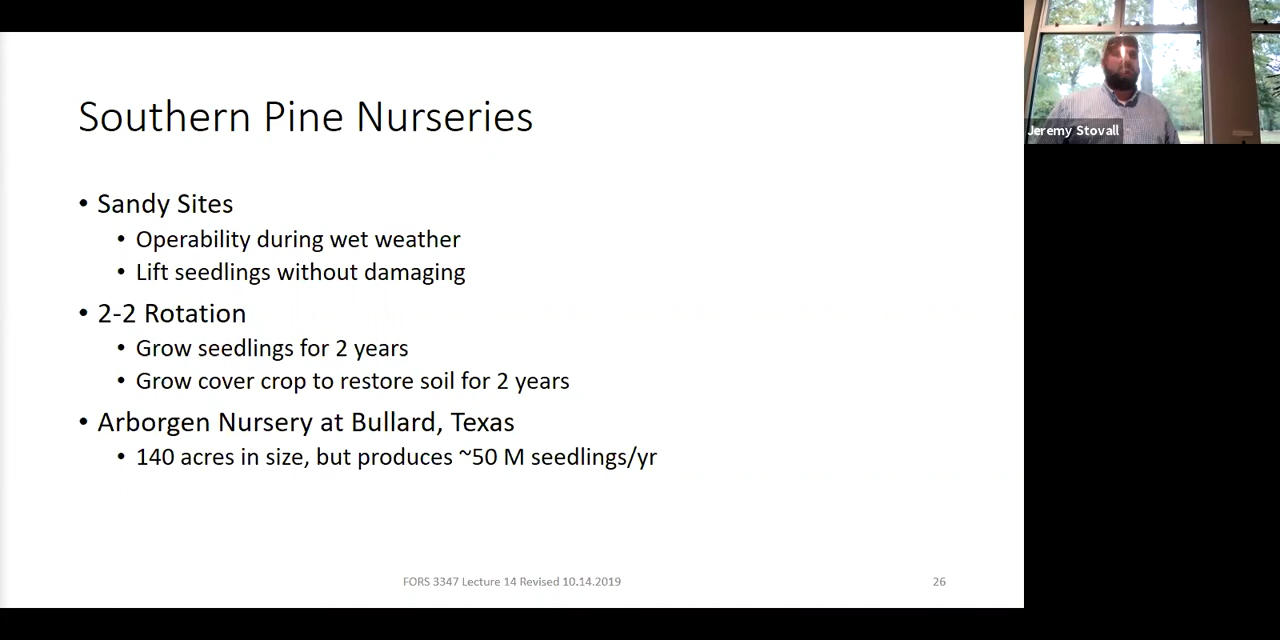 Southern Pine Nurseries
• Sandy Sites
• Operability during wet weather
• Lift seedlings without damaging
• 2-2 Rotation
• Grow seedlings for 2 years
• Grow cover crop to restore soil for 2 years
• Arborgen Nursery at Bullard, Texas
• 140 acres in size, but produces ~50 M seedlings/yr
FORS 3347 Lecture 14 Revised 10.14.2019
26
Jeremy Stovall